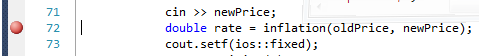 71 cin >> newPrice;
72 double rate = inflation(oldPrice, newPrice);
73 cout.setf(ios::fixed);